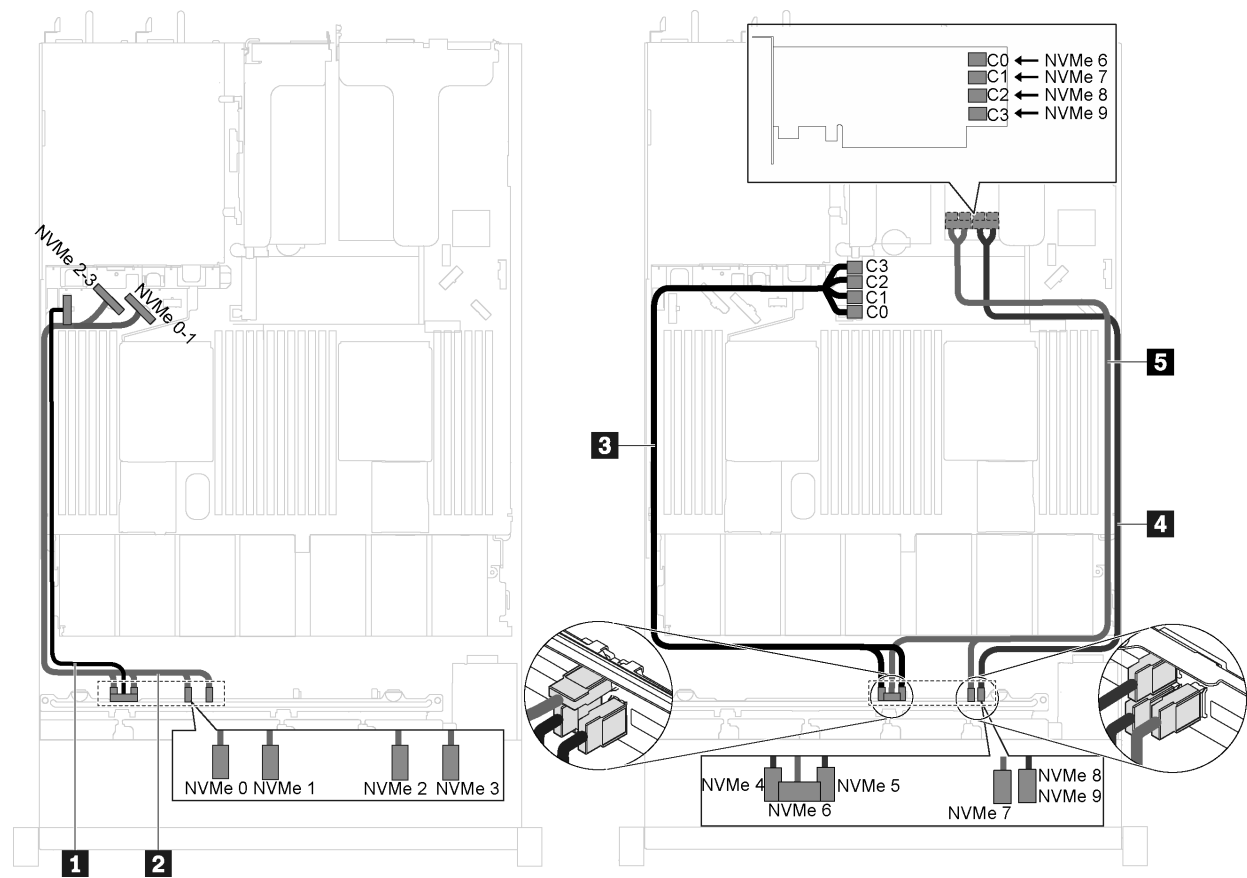 NVMe 2-3
NVMe 0-1
NVMe 0 NVMe 1 NVMe 2 NVMe 3
1
2
C0 NVMe 6
C1 NVMe 7
C2 NVMe 8
C3 NVMe 9
C3
C2
C1
C0
5
3
4
NVMe 4
NVMe 5
NVMe 6
NVMe 7
NVMe 8
NVMe 9